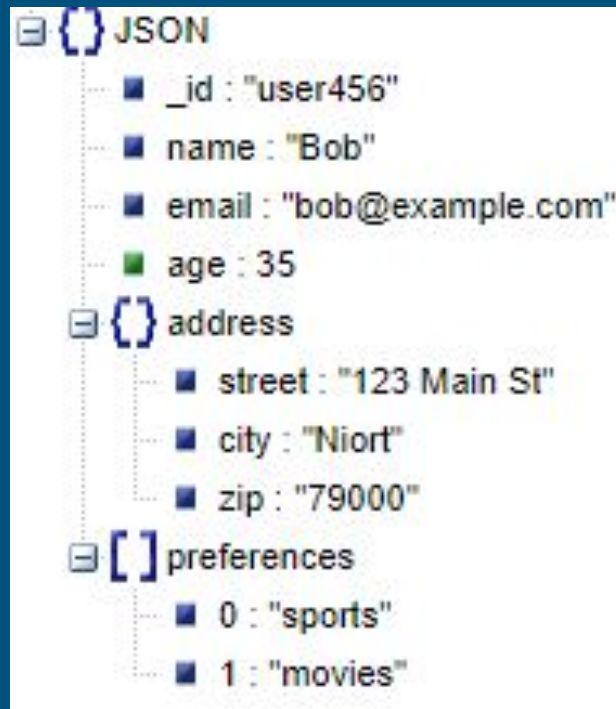 JSON
_id : "user456"
name : "Bob"
email : "bob@example.com"
age : 35
address
street : "123 Main St"
city : "Niort"
zip : "79000"
preferences
0 : "sports"
1 : "movies"